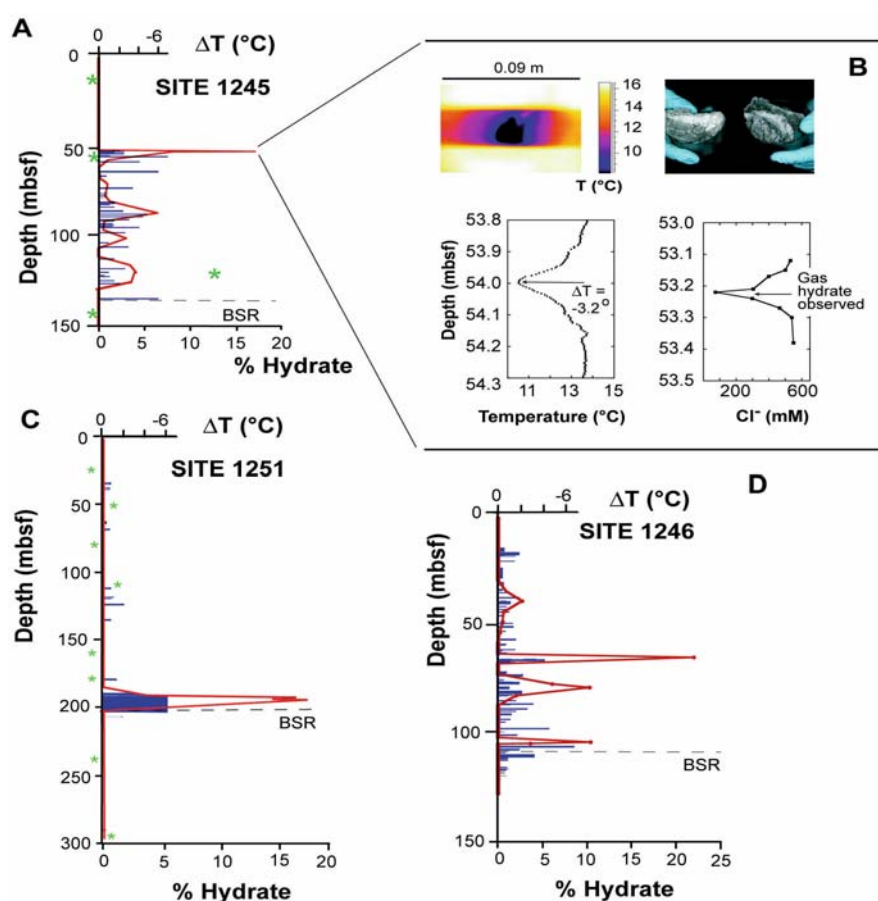 A
0 -6
ΔT (°C)
SITE 1245
0
50
100
150
Depth (mbsf)
BSR
0 5 10 15 20
% Hydrate
B
0.09 m
16
14
12
10
T (°C)
53.8
53.9
54.0
54.1
54.2
54.3
Depth (mbsf)
ΔT =
-3.2°
11 13 15
Temperature (°C)
53.0
53.1
53.2
53.3
53.4
53.5
Gas
hydrate
observed
200 600
Cl⁻ (mM)
C
0 -6
ΔT (°C)
SITE 1251
0
50
100
150
200
250
300
Depth (mbsf)
BSR
0 5 10 15 20
% Hydrate
D
0 -6
ΔT (°C)
SITE 1246
0
50
100
150
Depth (mbsf)
BSR
0 5 10 15 20 25
% Hydrate